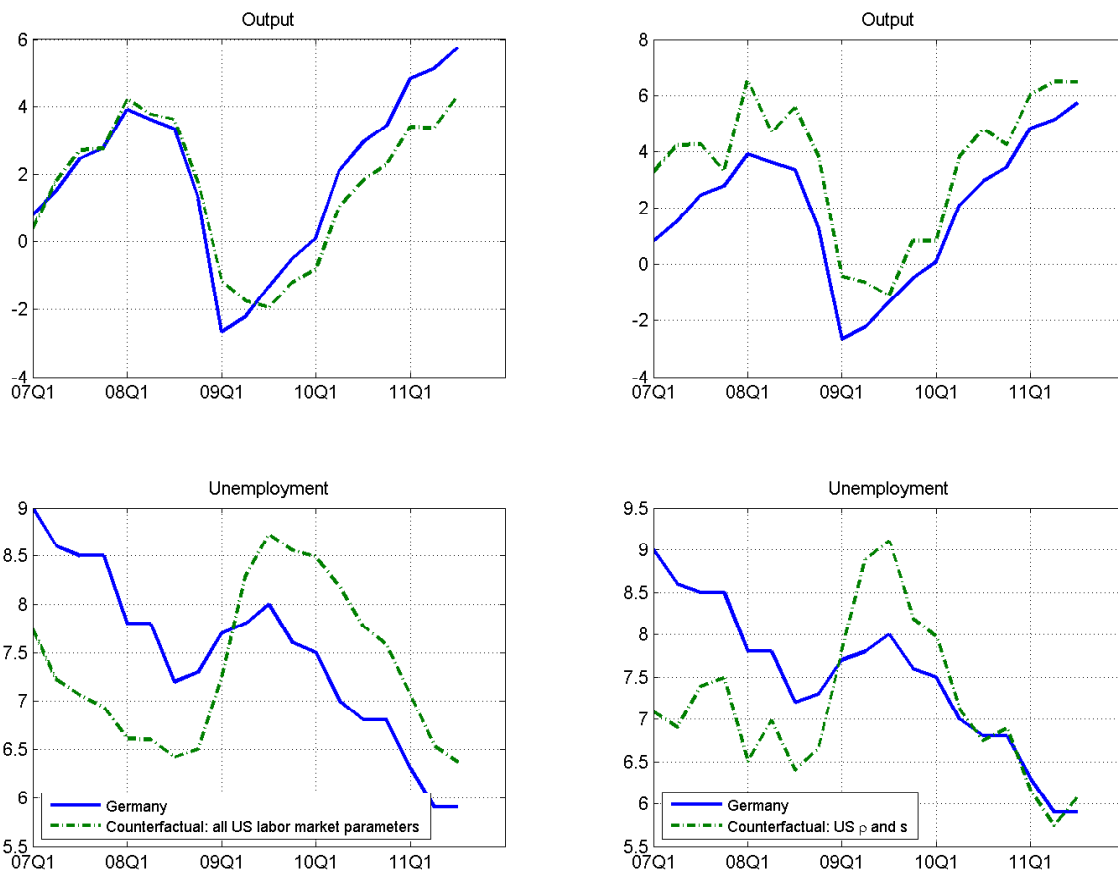 Output
6
4
2
0
-2
-4
07Q1 08Q1 09Q1 10Q1 11Q1
Output
8
6
4
2
0
-2
-4
07Q1 08Q1 09Q1 10Q1 11Q1
Unemployment
9
8.5
8
7.5
7
6.5
6
5.5
Germany
Counterfactual: all US labor market parameters
07Q1 08Q1 09Q1 10Q1 11Q1
Unemployment
9.5
9
8.5
8
7.5
7
6.5
6
5.5
Germany
Counterfactual: US ρ and s
07Q1 08Q1 09Q1 10Q1 11Q1